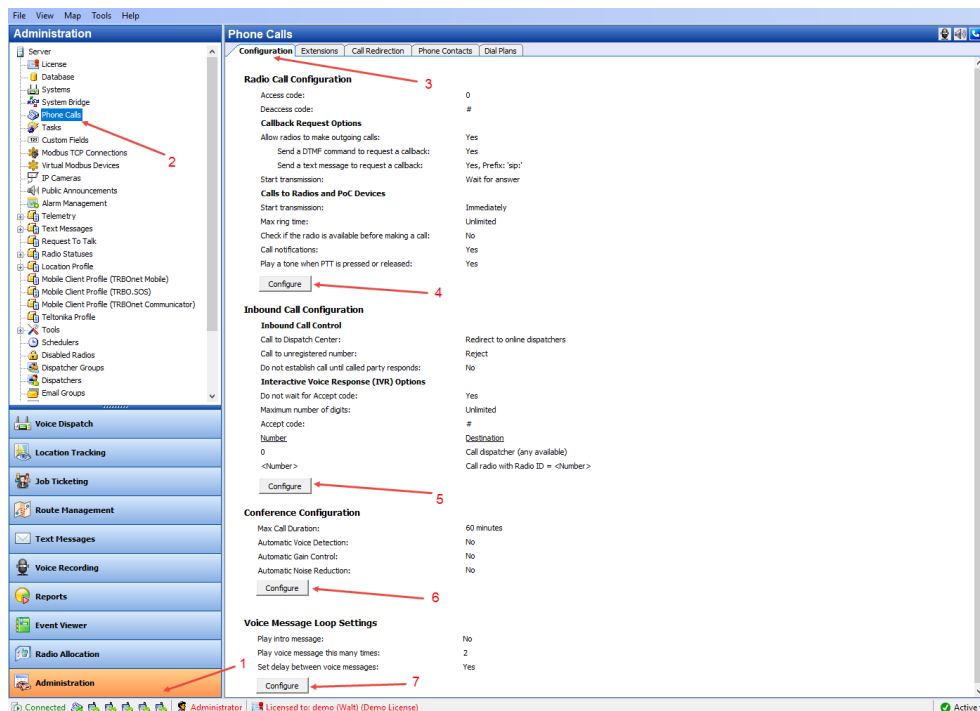 File View Map Tools Help
Administration
Server
License
Database
Systems
System Bridge
Phone Calls
Tasks
Custom Fields
Modbus TCP Connections
Virtual Modbus Devices
IP Cameras
Public Announcements
Alarm Management
Telemetry
Text Messages
Request To Talk
Radio Statuses
Location Profile
Mobile Client Profile (TRBOnet Mobile)
Mobile Client Profile (TRBO.SOS)
Mobile Client Profile (TRBOnet Communicator)
Teltonika Profile
Tools
Schedulers
Disabled Radios
Dispatcher Groups
Dispatchers
Email Groups
2
Voice Dispatch
Location Tracking
Job Ticketing
Route Management
Text Messages
Voice Recording
Reports
Event Viewer
Radio Allocation
Administration
1
Phone Calls
Configuration Extensions Call Redirection Phone Contacts Dial Plans
3
Radio Call Configuration
Access code: 0
Deaccess code: #
Callback Request Options
Allow radios to make outgoing calls: Yes
Send a DTMF command to request a callback: Yes
Send a text message to request a callback: Yes, Prefix: 'sip:'
Start transmission: Wait for answer
Calls to Radios and PoC Devices
Start transmission: Immediately
Max ring time: Unlimited
Check if the radio is available before making a call: No
Call notifications: Yes
Play a tone when PTT is pressed or released: Yes
Configure 4
Inbound Call Configuration
Inbound Call Control
Call to Dispatch Center: Redirect to online dispatchers
Call to unregistered number: Reject
Do not establish call until called party responds: No
Interactive Voice Response (IVR) Options
Do not wait for Accept code: Yes
Maximum number of digits: Unlimited
Accept code: #
Number Destination
0 Call dispatcher (any available)
<Number> Call radio with Radio ID = <Number>
Configure 5
Conference Configuration
Max Call Duration: 60 minutes
Automatic Voice Detection: No
Automatic Gain Control: No
Automatic Noise Reduction: No
Configure 6
Voice Message Loop Settings
Play intro message: No
Play voice message this many times: 2
Set delay between voice messages: Yes
Configure 7
Connected Administrator Licensed to: demo (Walt) (Demo License) Active